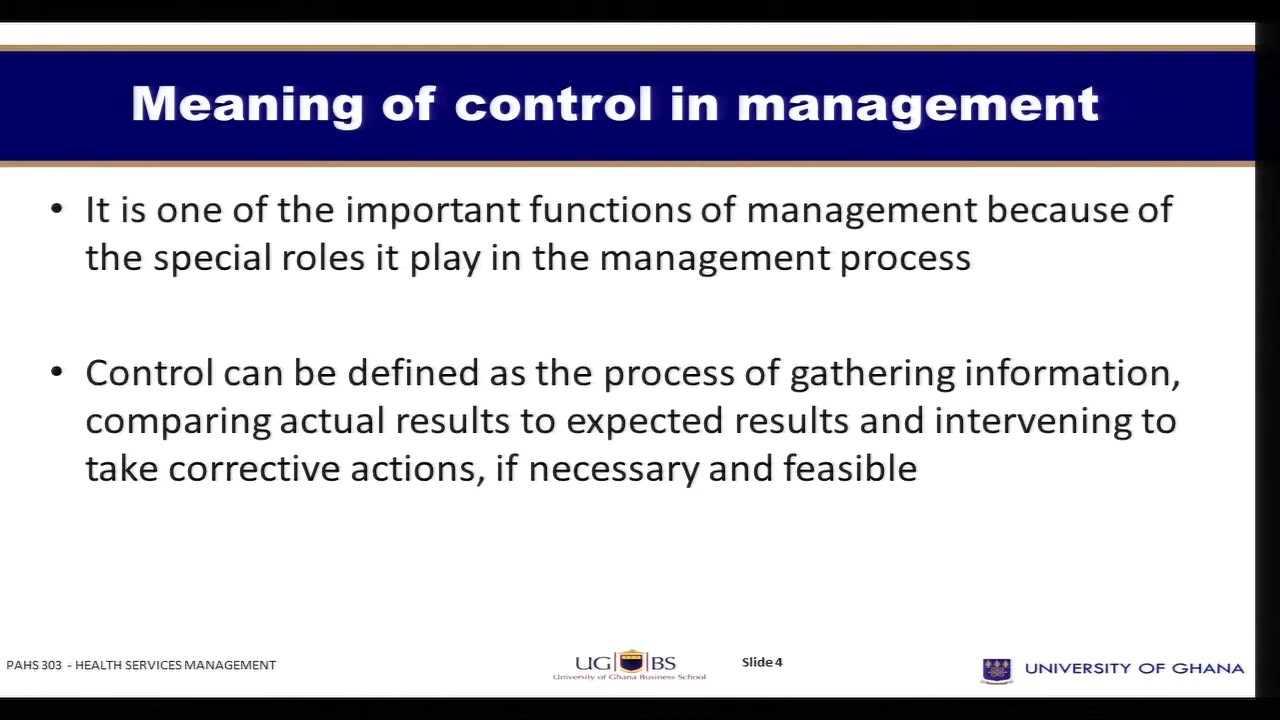 Meaning of control in management
• It is one of the important functions of management because of
the special roles it play in the management process
• Control can be defined as the process of gathering information,
comparing actual results to expected results and intervening to
take corrective actions, if necessary and feasible
PAHS 303 - HEALTH SERVICES MANAGEMENT
UG BS
University of Ghana Business School
Slide 4
UNIVERSITY OF GHANA